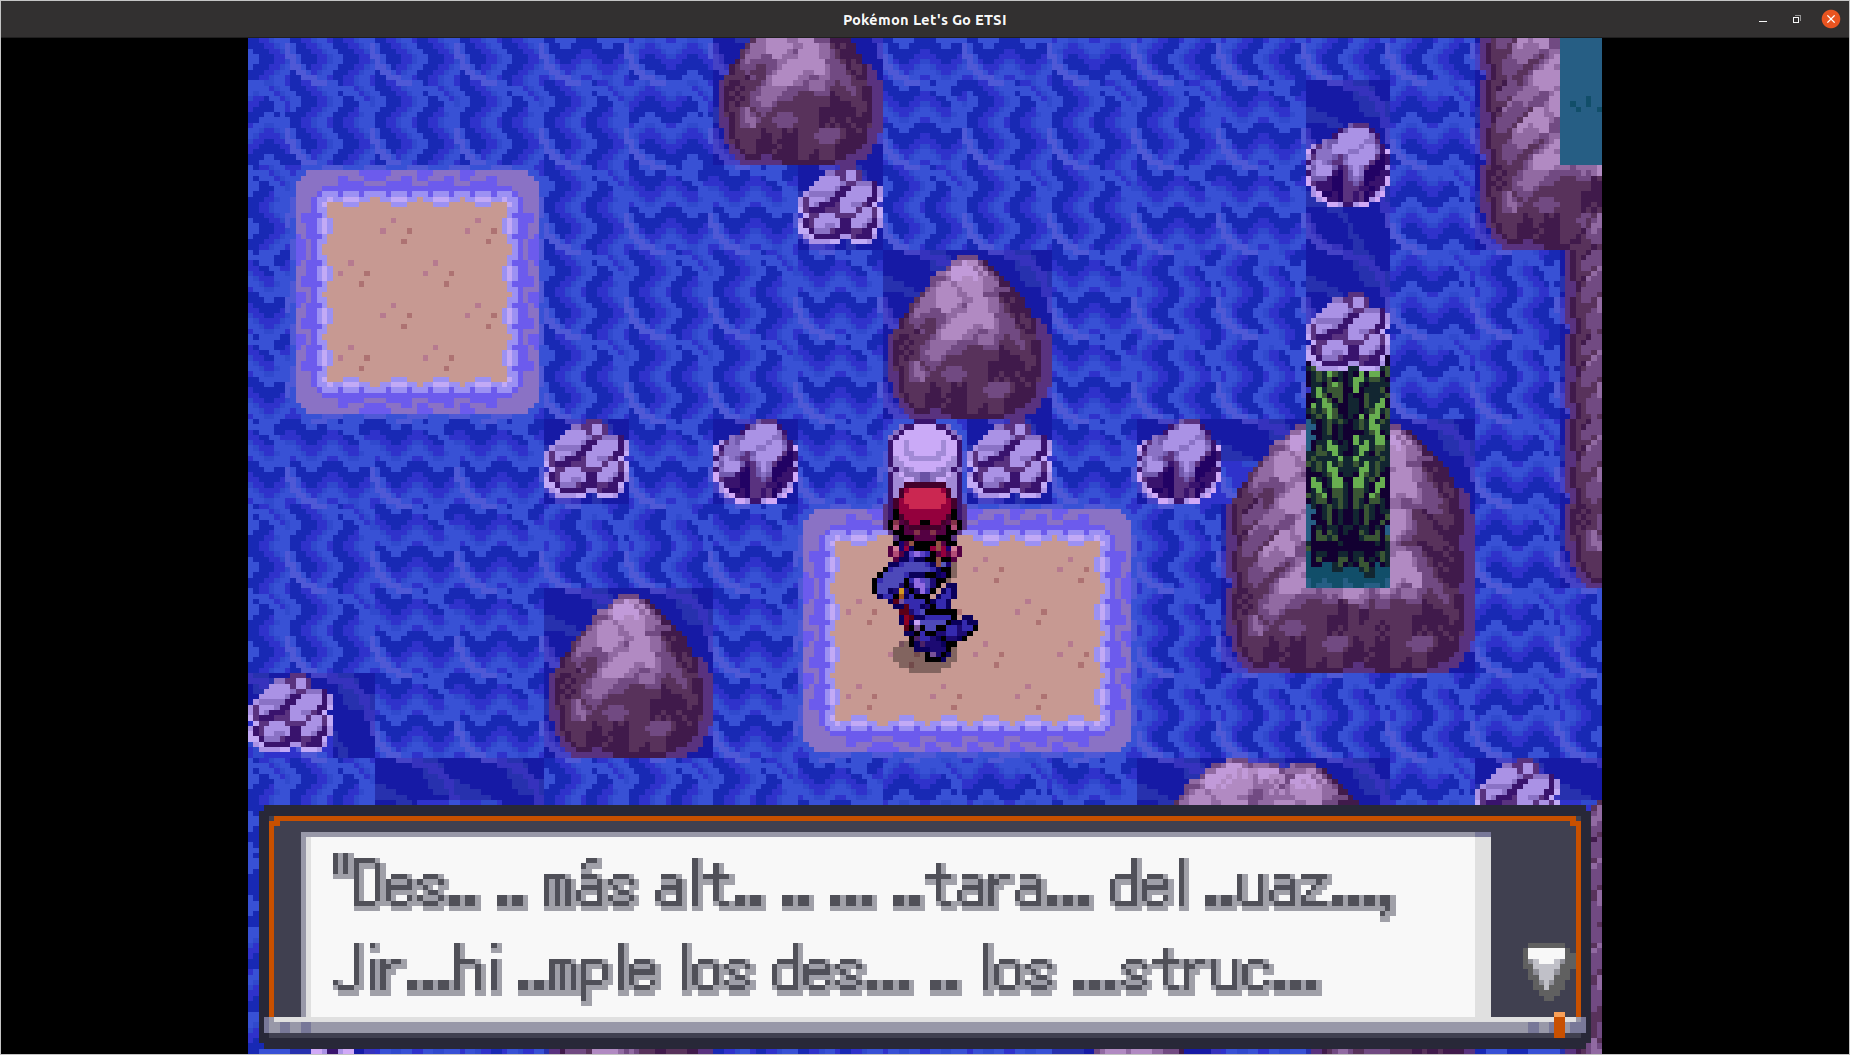 Pokémon Let's Go ETSI
"Des.. .. más alt.. .. ... ..tara... del ..uaz...,
Jir...hi ..mple los des... .. los ...struc...